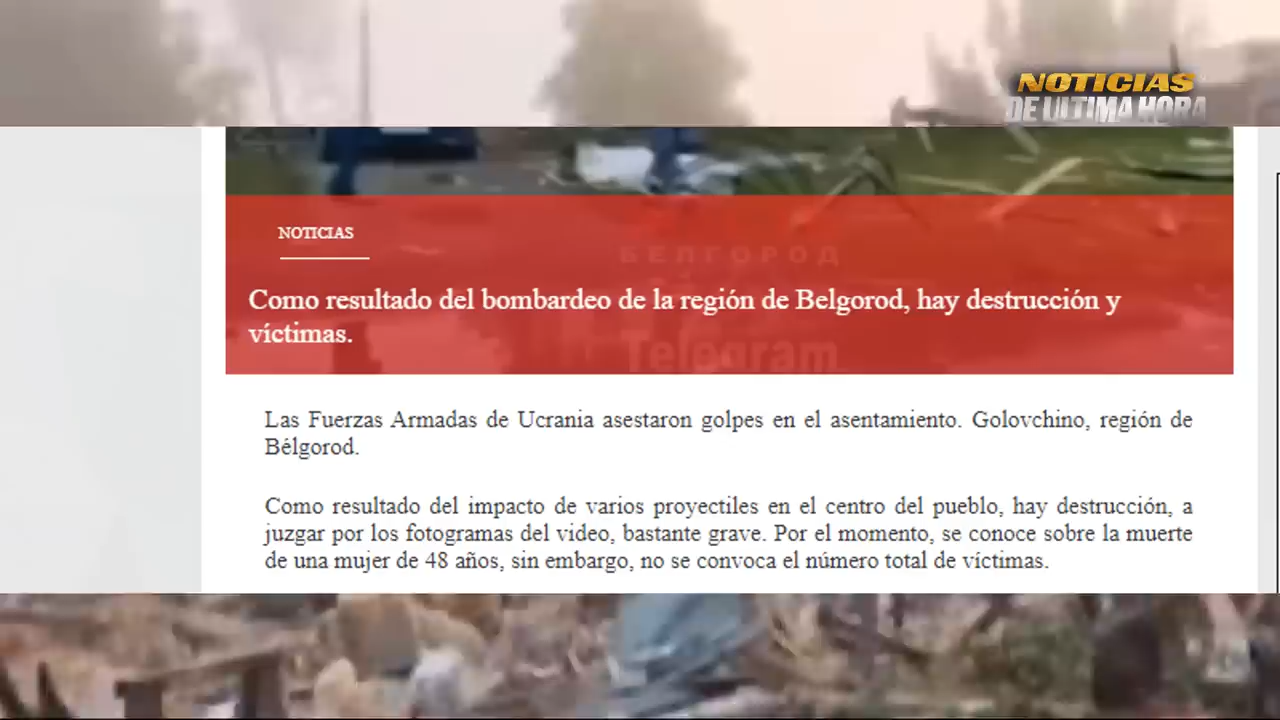 NOTICIAS
DE ULTIMA HORA
NOTICIAS
БЕЛГОРОД
Como resultado del bombardeo de la región de Belgorod, hay destrucción y
víctimas.
Telegram
Las Fuerzas Armadas de Ucrania asestaron golpes en el asentamiento. Golovchino, región de
Bélgorod.
Como resultado del impacto de varios proyectiles en el centro del pueblo, hay destrucción, a
juzgar por los fotogramas del video, bastante grave. Por el momento, se conoce sobre la muerte
de una mujer de 48 años, sin embargo, no se convoca el número total de víctimas.